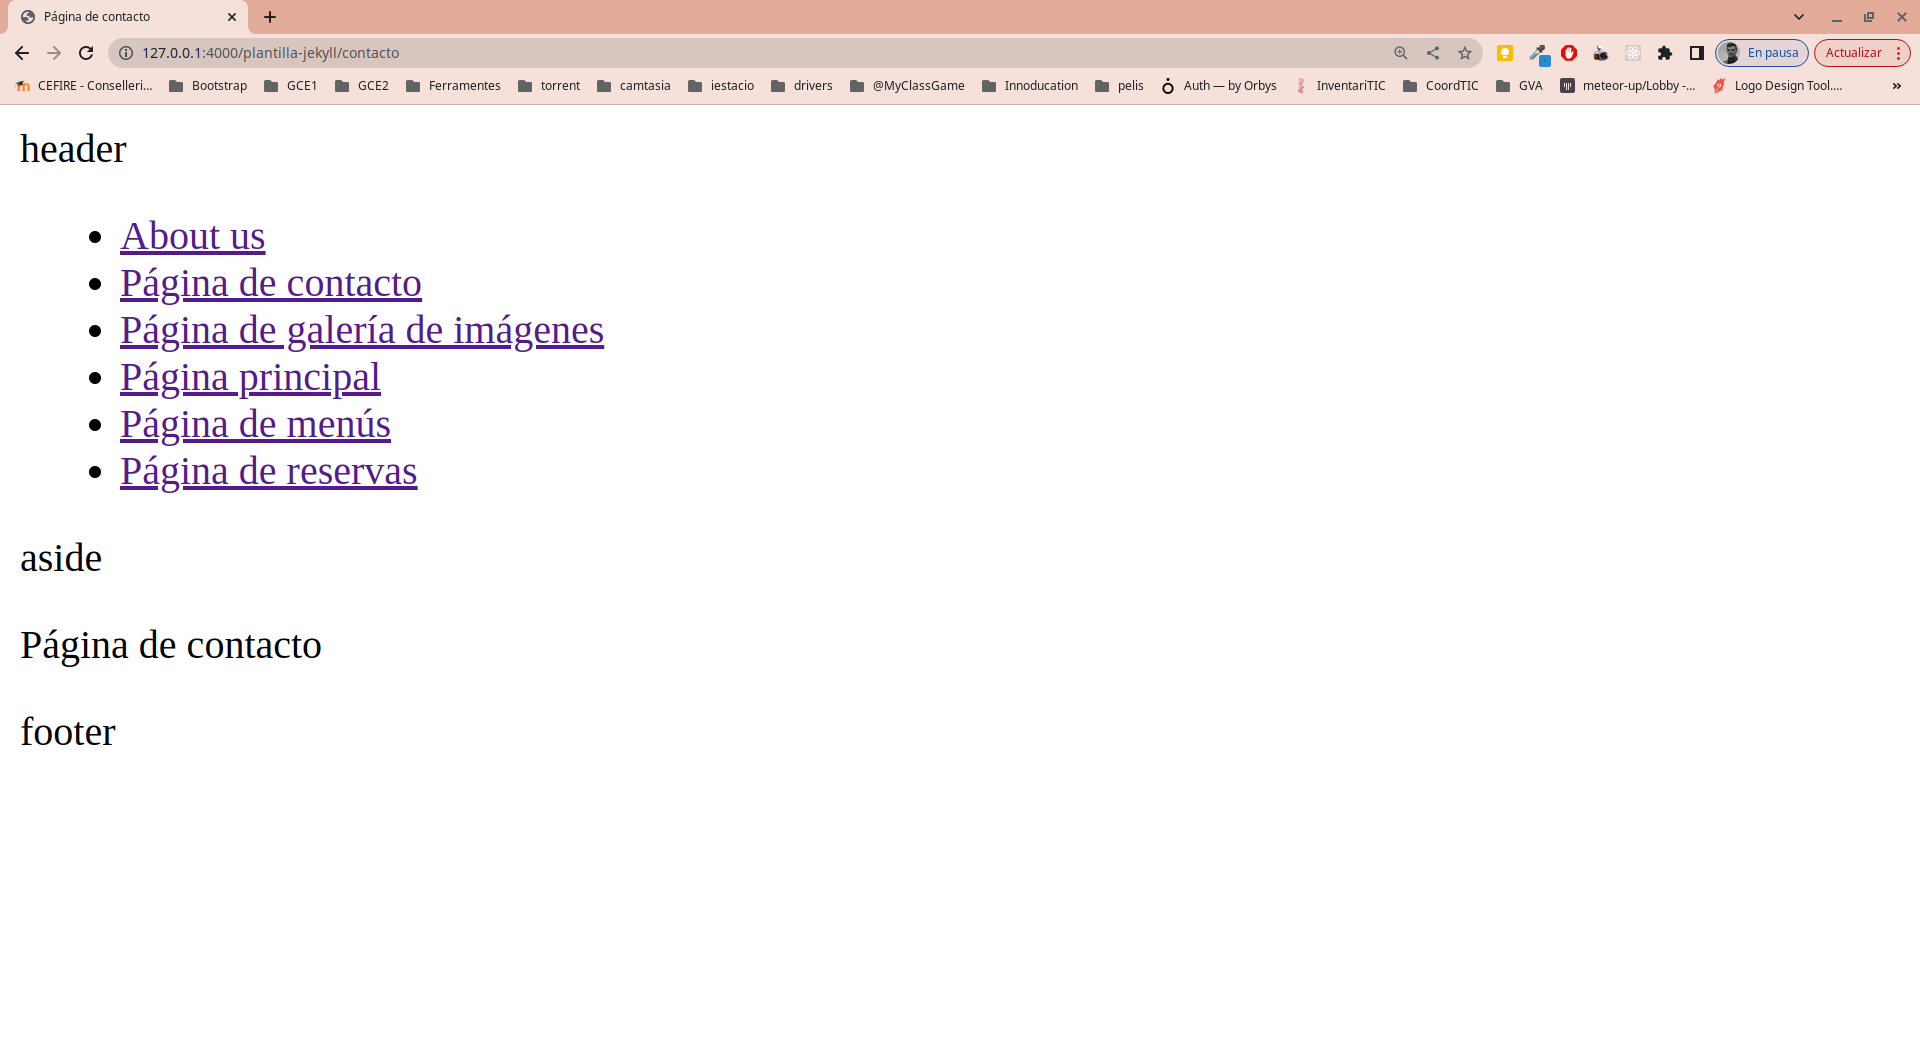 Página de contacto
127.0.0.1:4000/plantilla-jekyll/contacto
En pausa
Actualizar
CEFIRE - Conselleri...
Bootstrap
GCE1
GCE2
Ferramentes
torrent
camtasia
iestacio
drivers
@MyClassGame
Innoducation
pelis
Auth — by Orbys
InventariTIC
CoordTIC
GVA
meteor-up/Lobby -...
Logo Design Tool....
»
header
About us
Página de contacto
Página de galería de imágenes
Página principal
Página de menús
Página de reservas
aside
Página de contacto
footer